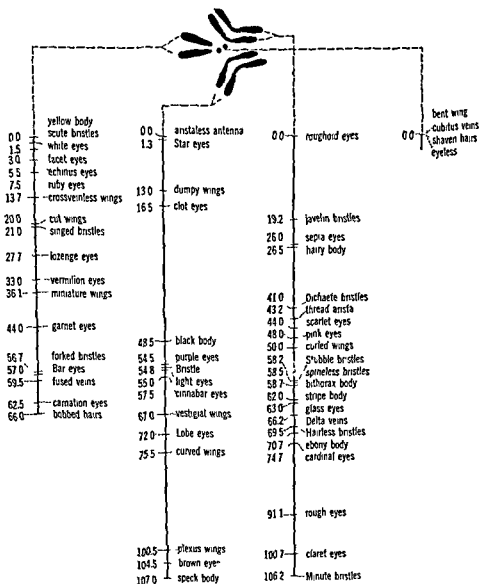 yellow body
0.0 scute bristles
1.5 white eyes
3.0 facet eyes
5.5 echinus eyes
7.5 ruby eyes
13.7 crossveinless wings
20.0 cut wings
21.0 singed bristles
27.7 lozenge eyes
33.0 vermilion eyes
36.1 miniature wings
44.0 garnet eyes
56.7 forked bristles
57.0 Bar eyes
59.5 fused veins
62.5 carnation eyes
66.0 bobbed hairs
0.0 aristaless antenna
1.3 Star eyes
13.0 dumpy wings
16.5 clot eyes
48.5 black body
54.5 purple eyes
54.8 Bristle
55.0 light eyes
57.5 cinnabar eyes
67.0 vestigial wings
72.0 Lobe eyes
75.5 curved wings
100.5 plexus wings
104.5 brown eyes
107.0 speck body
0.0 roughoid eyes
19.2 javelin bristles
26.0 sepia eyes
26.5 hairy body
41.0 Dichaete bristles
43.2 thread arista
44.0 scarlet eyes
48.0 pink eyes
50.0 curled wings
58.2 Stubble bristles
58.5 spineless bristles
58.7 bithorax body
62.0 stripe body
63.0 glass eyes
66.2 Delta veins
69.5 Hairless bristles
70.7 ebony body
74.7 cardinal eyes
91.1 rough eyes
100.7 claret eyes
106.2 Minute bristles
bent wing
0.0 cubitus veins
shaven hairs
eyeless